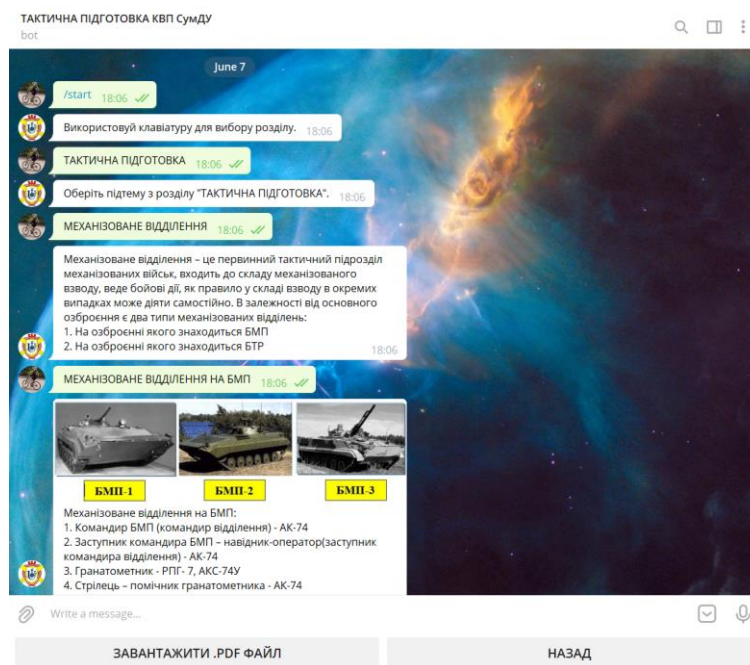 ТАКТИЧНА ПІДГОТОВКА КВП СумДУ
bot
June 7
/start 18:06
Використовуй клавіатуру для вибору розділу. 18:06
ТАКТИЧНА ПІДГОТОВКА 18:06
Оберіть підтему з розділу "ТАКТИЧНА ПІДГОТОВКА". 18:06
МЕХАНІЗОВАНЕ ВІДДІЛЕННЯ 18:06
Механізоване відділення – це первинний тактичний підрозділ
механізованих військ, входить до складу механізованого
взводу, веде бойові дії, як правило у складі взводу в окремих
випадках може діяти самостійно. В залежності від основного
озброєння є два типи механізованих відділень:
1. На озброєнні якого знаходиться БМП
2. На озброєнні якого знаходиться БТР
18:06
МЕХАНІЗОВАНЕ ВІДДІЛЕННЯ НА БМП 18:06
БМП-1 БМП-2 БМП-3
Механізоване відділення на БМП:
1. Командир БМП (командир відділення) - АК-74
2. Заступник командира БМП – навідник-оператор(заступник
командира відділення) - АК-74
3. Гранатометник - РПГ- 7, АКС-74У
4. Стрілець – помічник гранатометника - АК-74
Write a message...
ЗАВАНТАЖИТИ .PDF ФАЙЛ НАЗАД